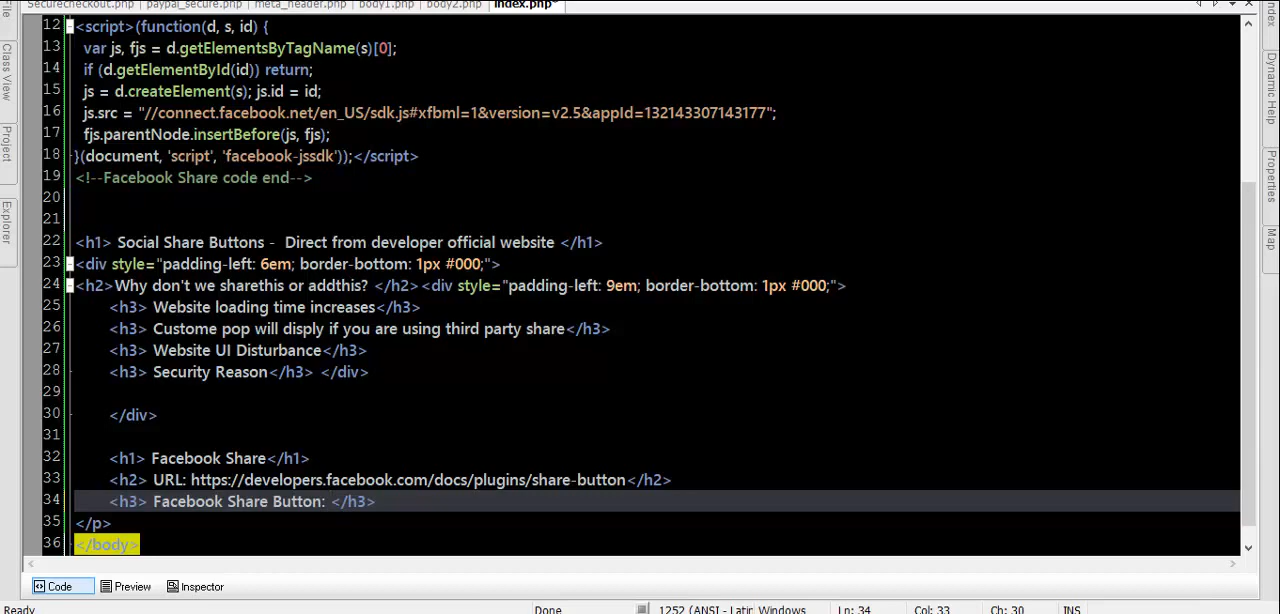 Securecheckout.php paypal_secure.php meta_header.php body1.php body2.php index.php*
12 <script>(function(d, s, id) {
13 var js, fjs = d.getElementsByTagName(s)[0];
14 if (d.getElementById(id)) return;
15 js = d.createElement(s); js.id = id;
16 js.src = "//connect.facebook.net/en_US/sdk.js#xfbml=1&version=v2.5&appId=132143307143177";
17 fjs.parentNode.insertBefore(js, fjs);
18 }(document, 'script', 'facebook-jssdk'));</script>
19 <!--Facebook Share code end-->
20
21
22 <h1> Social Share Buttons - Direct from developer official website </h1>
23 <div style="padding-left: 6em; border-bottom: 1px #000;">
24 <h2>Why don't we sharethis or addthis? </h2><div style="padding-left: 9em; border-bottom: 1px #000;">
25 <h3> Website loading time increases</h3>
26 <h3> Custome pop will disply if you are using third party share</h3>
27 <h3> Website UI Disturbance</h3>
28 <h3> Security Reason</h3> </div>
29
30 </div>
31
32 <h1> Facebook Share</h1>
33 <h2> URL: https://developers.facebook.com/docs/plugins/share-button</h2>
34 <h3> Facebook Share Button: </h3>
35 </p>
36 </body>
Class View
Project
Explorer
Index
Dynamic Help
Properties
Map
Code Preview Inspector
Ready Done 1252 (ANSI - Latin Windows Ln: 34 Col: 33 Ch: 30 INS